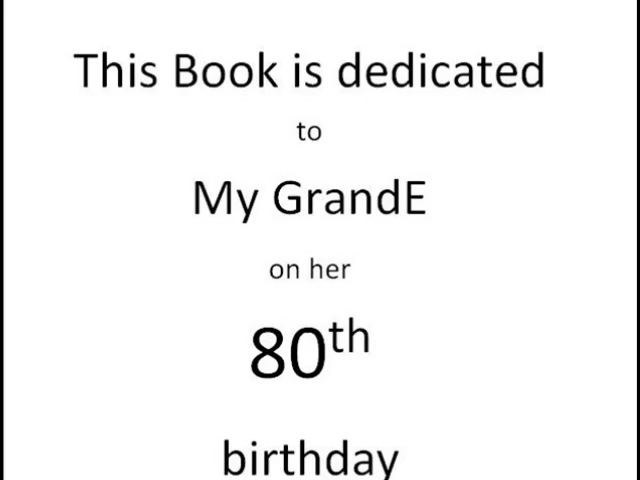 This Book is dedicated
to
My GrandE
on her
80th
birthday